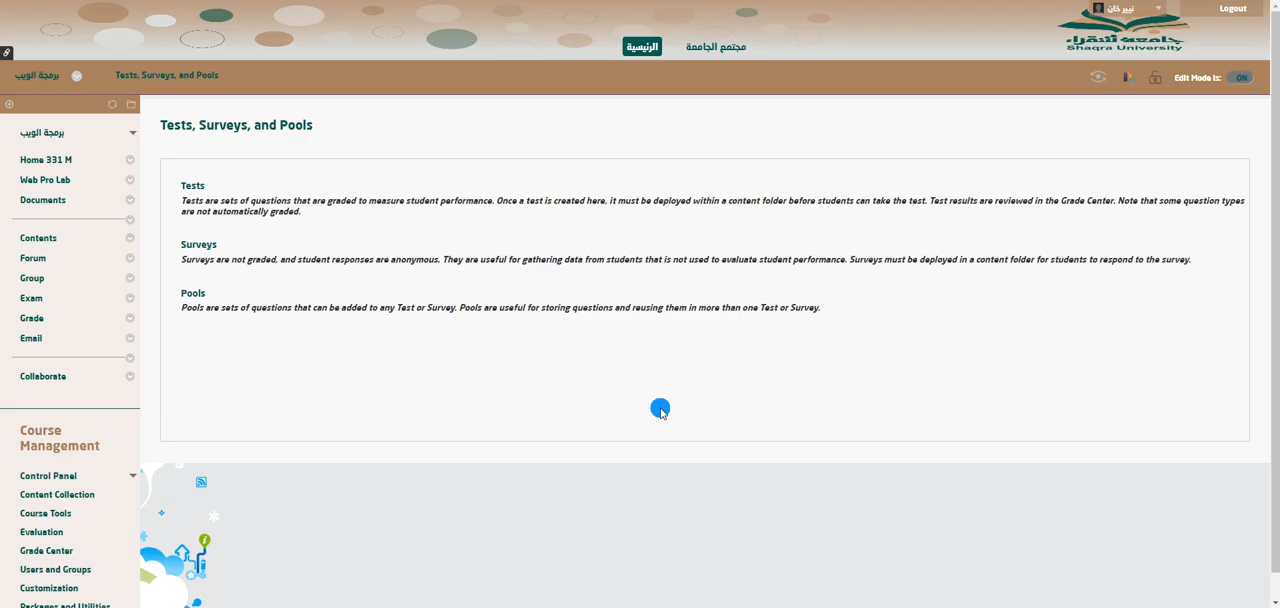 نيير خان
Logout
جامعة شقراء
Shaqra University
الرئيسية
مجتمع الجامعة
برمجة الويب
Tests, Surveys, and Pools
Edit Mode is:
ON
برمجة الويب
Home 331 M
Web Pro Lab
Documents
Contents
Forum
Group
Exam
Grade
Email
Collaborate
Course
Management
Control Panel
Content Collection
Course Tools
Evaluation
Grade Center
Users and Groups
Customization
Packages and Utilities
Tests, Surveys, and Pools
Tests
Tests are sets of questions that are graded to measure student performance. Once a test is created here, it must be deployed within a content folder before students can take the test. Test results are reviewed in the Grade Center. Note that some question types
are not automatically graded.
Surveys
Surveys are not graded, and student responses are anonymous. They are useful for gathering data from students that is not used to evaluate student performance. Surveys must be deployed in a content folder for students to respond to the survey.
Pools
Pools are sets of questions that can be added to any Test or Survey. Pools are useful for storing questions and reusing them in more than one Test or Survey.